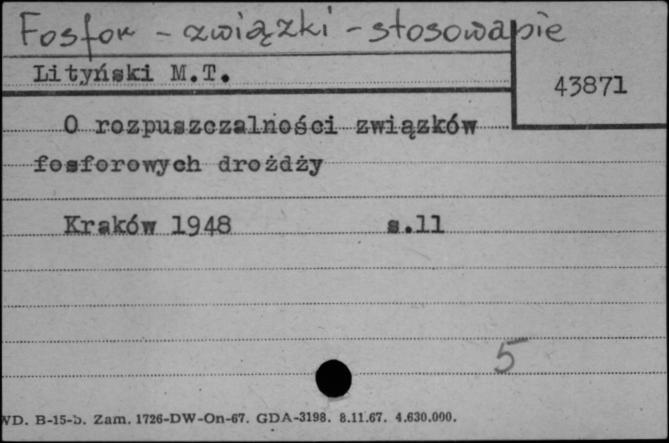 Fosfor - związki - stosowanie
Lityński M.T.
43871
O rozpuszczalności związków
fosforowych drożdży
Kraków 1948 s.11
5
WD. B-15-b. Zam. 1726-DW-On-67. GDA-3198. 8.11.67. 4.630.000.